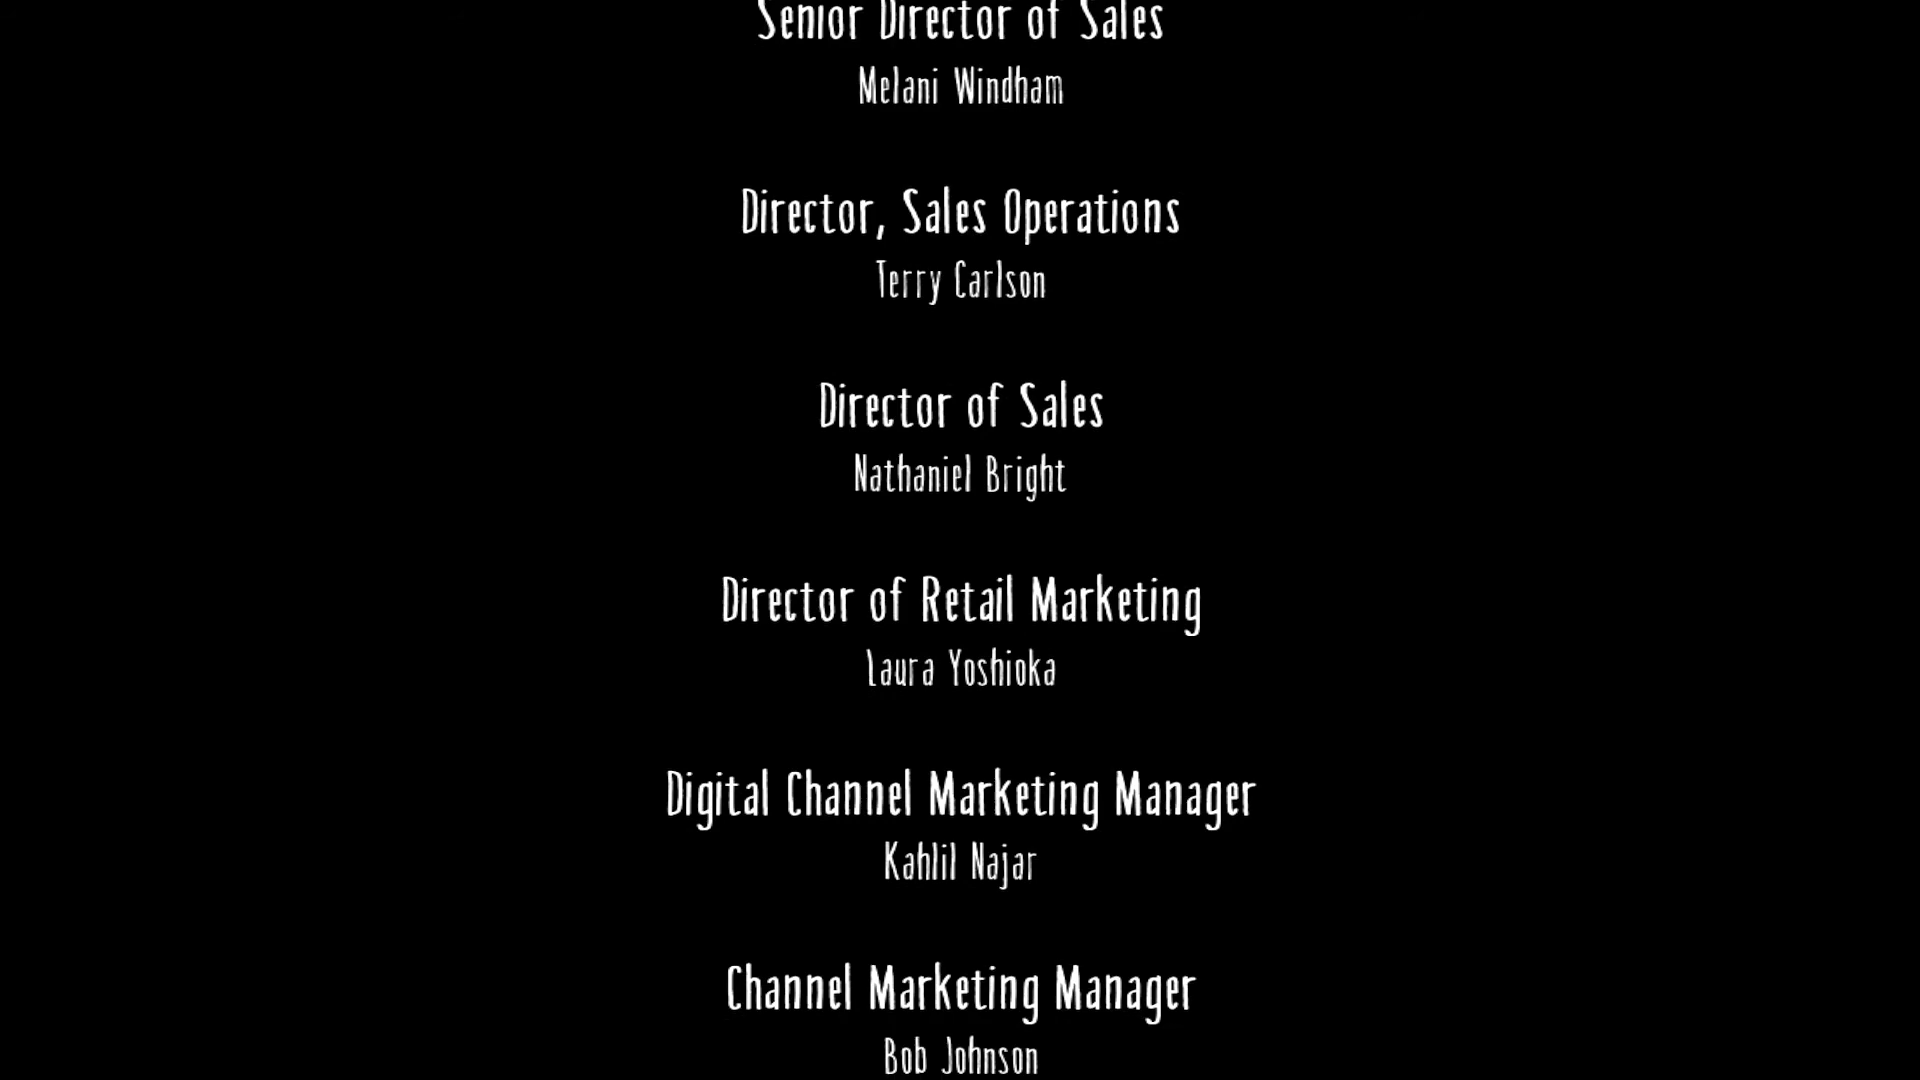 Senior Director of Sales
Melani Windham
Director, Sales Operations
Terry Carlson
Director of Sales
Nathaniel Bright
Director of Retail Marketing
Laura Yoshioka
Digital Channel Marketing Manager
Kahlil Najar
Channel Marketing Manager
Bob Johnson